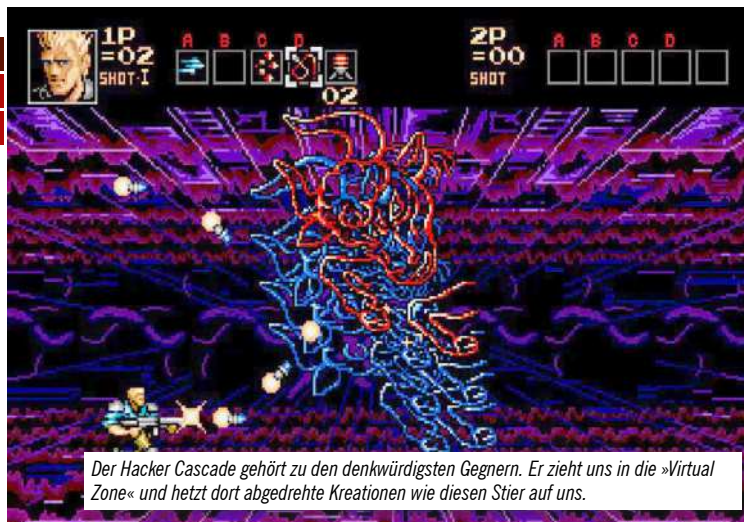 1P
=02
SHOT·I
A B C D
02
2P
=00
SHOT
A B C D
Der Hacker Cascade gehört zu den denkwürdigsten Gegnern. Er zieht uns in die »Virtual
Zone« und hetzt dort abgedrehte Kreationen wie diesen Stier auf uns.